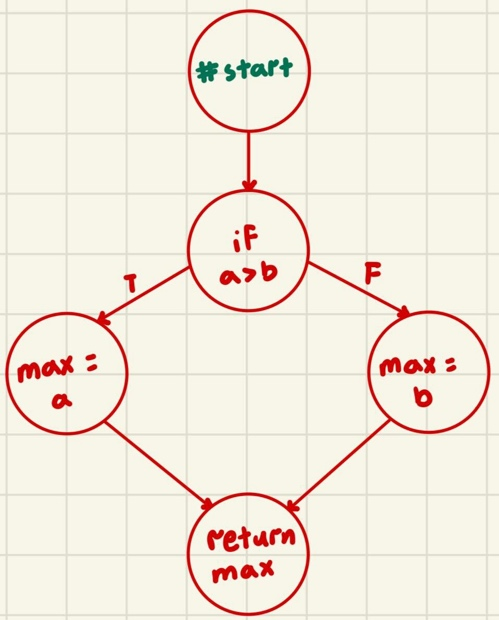 #start
if
a>b
T
F
max =
a
max =
b
return
max